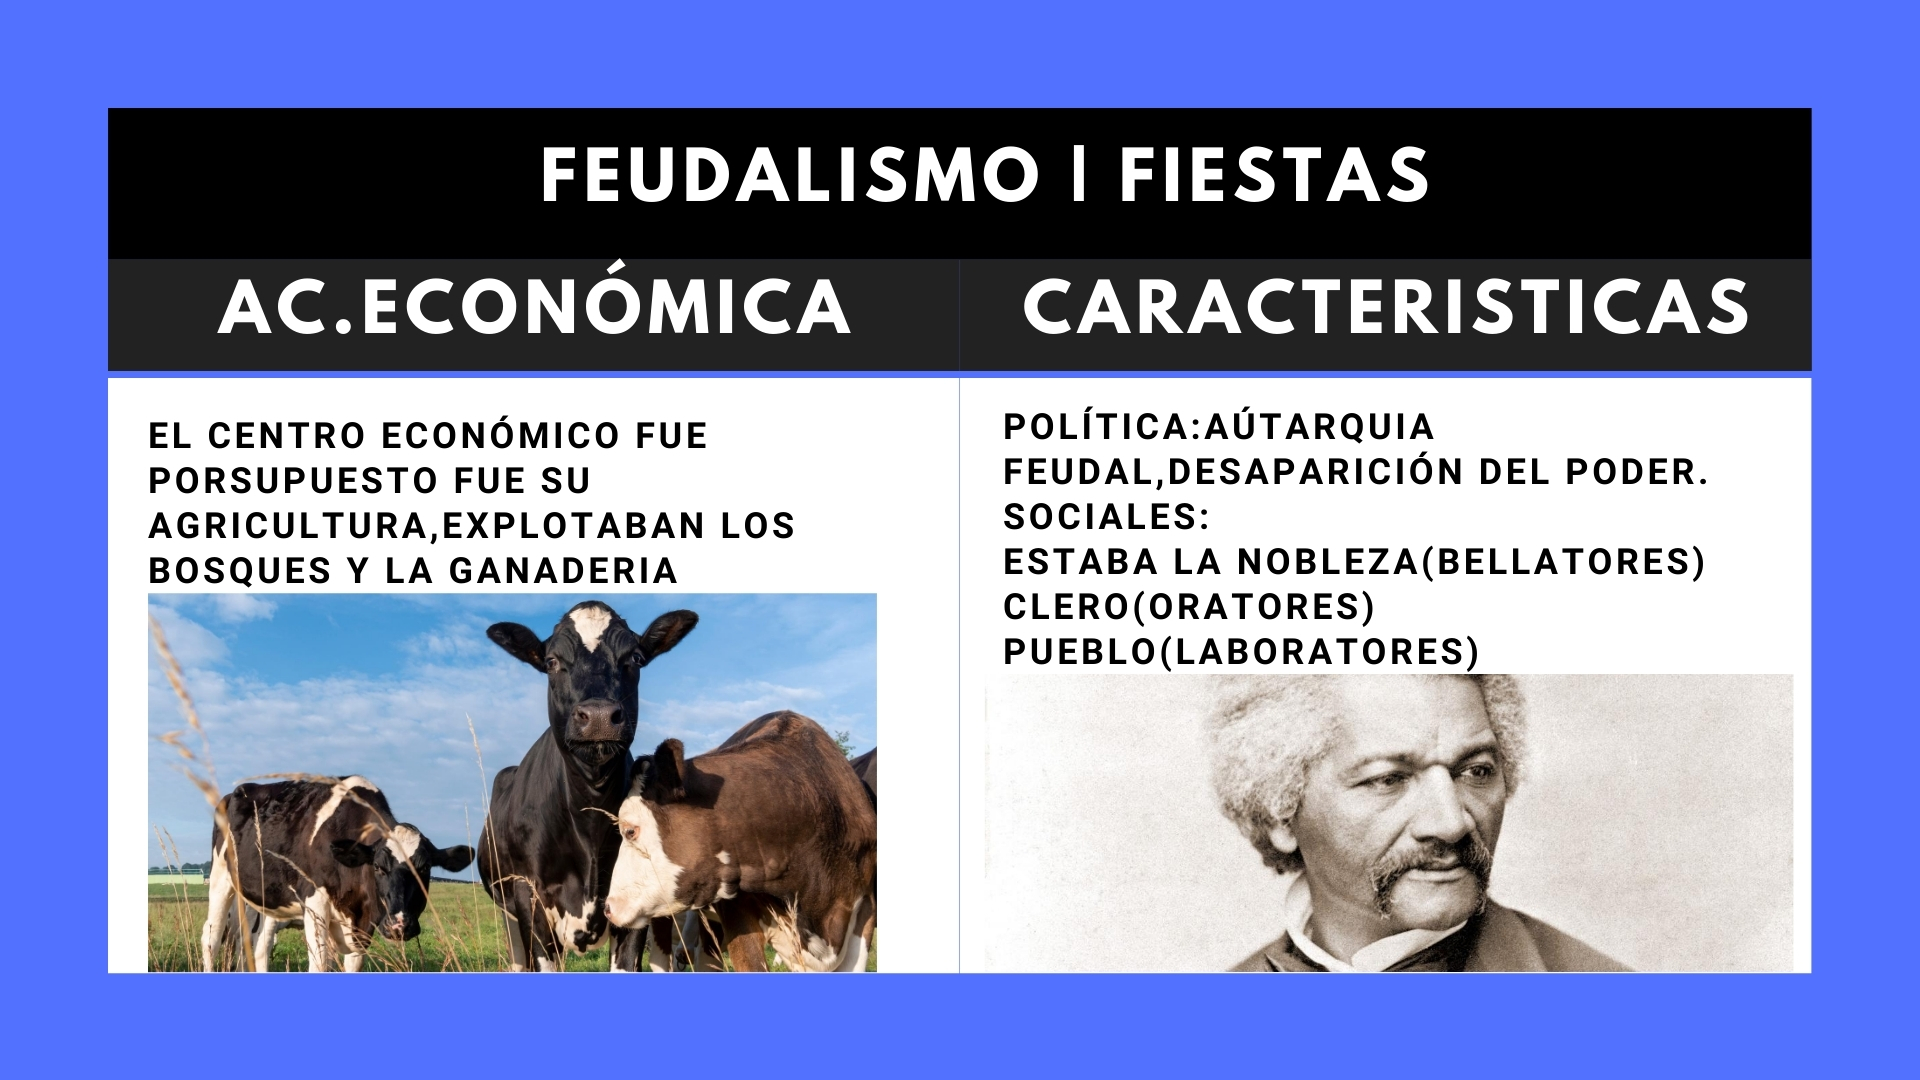 FEUDALISMO | FIESTAS
AC.ECONÓMICA
CARACTERISTICAS
EL CENTRO ECONÓMICO FUE
PORSUPUESTO FUE SU
AGRICULTURA,EXPLOTABAN LOS
BOSQUES Y LA GANADERIA
POLÍTICA:AÚTARQUIA
FEUDAL,DESAPARICIÓN DEL PODER.
SOCIALES:
ESTABA LA NOBLEZA(BELLATORES)
CLERO(ORATORES)
PUEBLO(LABORATORES)